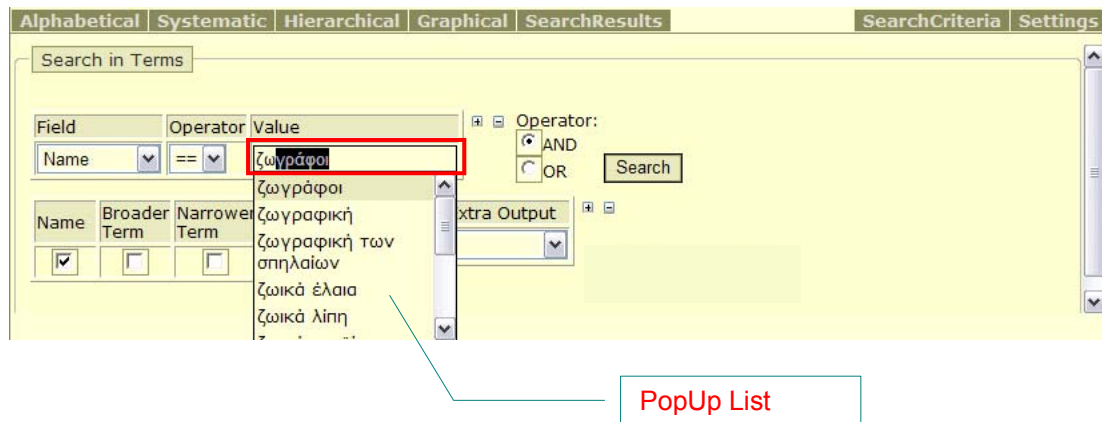 Alphabetical Systematic Hierarchical Graphical SearchResults SearchCriteria Settings
Search in Terms
Field Operator Value Operator:
Name == ζωγράφοι AND
OR Search
ζωγράφοι
ζωγραφική
ζωγραφική των
σπηλαίων
ζωικά έλαια
ζωικά λίπη
Name Broader Term Narrower Term xtra Output
PopUp List